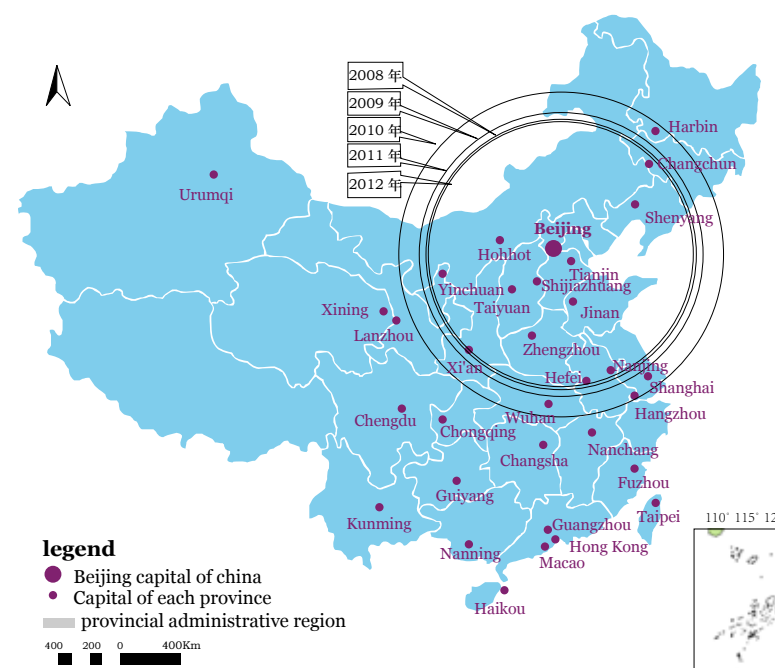 2008 年
2009 年
2010 年
2011 年
2012 年
Harbin
Changchun
Urumqi
Shenyang
Beijing
Hohhot
Tianjin
Yinchuan
Shijiazhuang
Taiyuan
Xining
Jinan
Lanzhou
Zhengzhou
Xi'an
Nanjing
Hefei
Shanghai
Chengdu
Wuhan
Hangzhou
Chongqing
Changsha
Nanchang
Fuzhou
Guiyang
Kunming
Taipei
110° 115° 12
Guangzhou
Hong Kong
Nanning
Macao
Haikou
legend
Beijing capital of china
Capital of each province
provincial administrative region
400 200 0 400Km